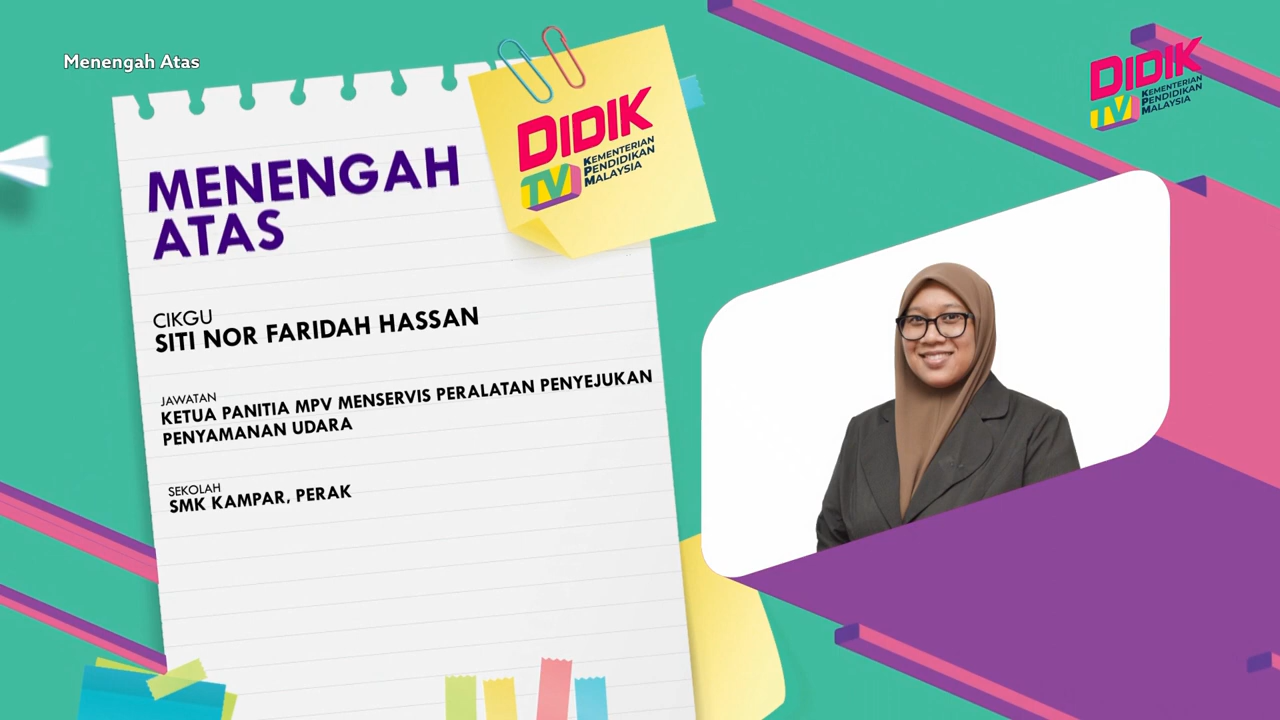 Menengah Atas
MENENGAH
ATAS
DIDIK
TV
KEMENTERIAN
PENDIDIKAN
MALAYSIA
CIKGU
SITI NOR FARIDAH HASSAN
JAWATAN
KETUA PANITIA MPV MENSERVIS PERALATAN PENYEJUKAN
PENYAMANAN UDARA
SEKOLAH
SMK KAMPAR, PERAK
DIDIK
TV
KEMENTERIAN
PENDIDIKAN
MALAYSIA